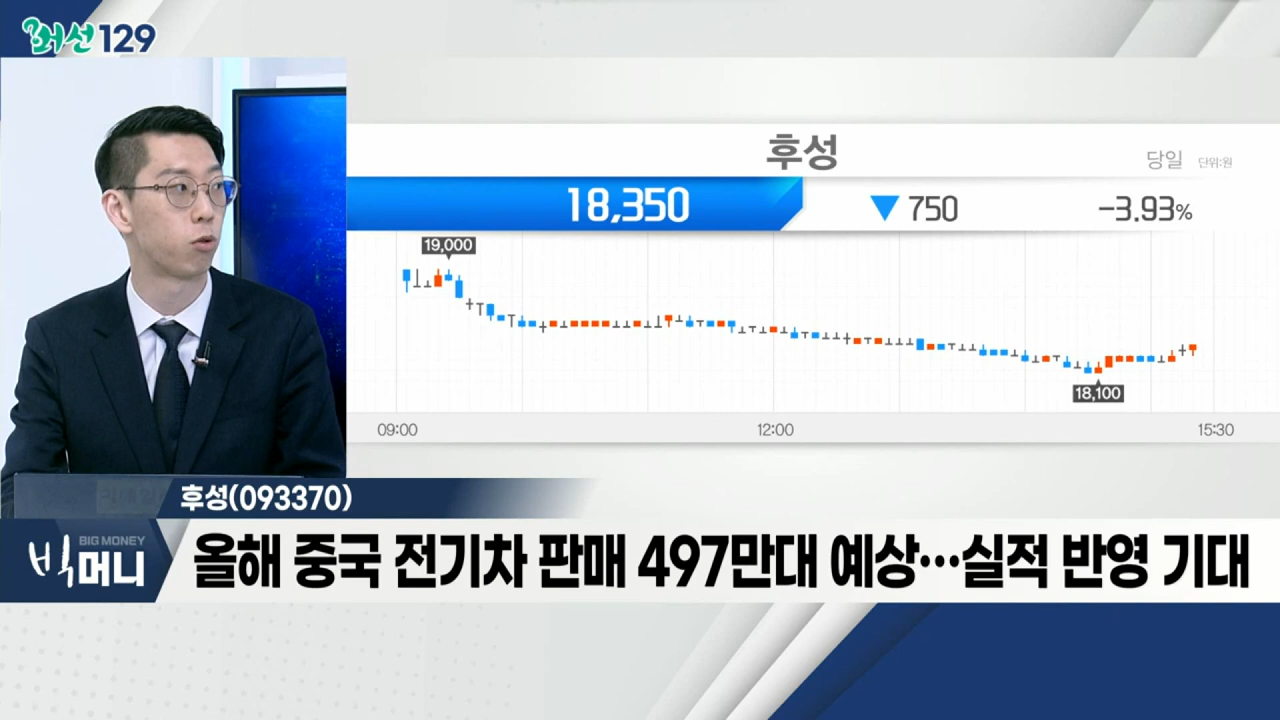 머선129
후성
당일 단위:원
18,350 ▼750 -3.93%
19,000
18,100
09:00 12:00 15:30
후성(093370)
BIG MONEY
빅머니
올해 중국 전기차 판매 497만대 예상…실적 반영 기대